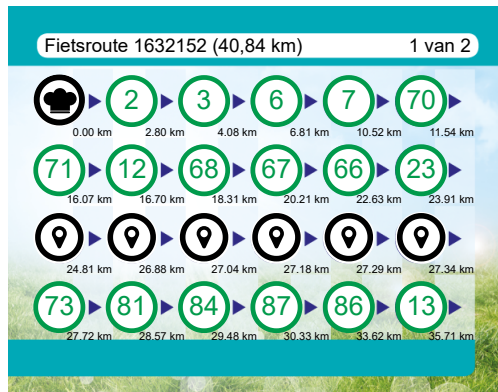 Fietsroute 1632152 (40,84 km) 1 van 2
2 3 6 7 70
0.00 km 2.80 km 4.08 km 6.81 km 10.52 km 11.54 km
71 12 68 67 66 23
16.07 km 16.70 km 18.31 km 20.21 km 22.63 km 23.91 km
24.81 km 26.88 km 27.04 km 27.18 km 27.29 km 27.34 km
73 81 84 87 86 13
27.72 km 28.57 km 29.48 km 30.33 km 33.62 km 35.71 km